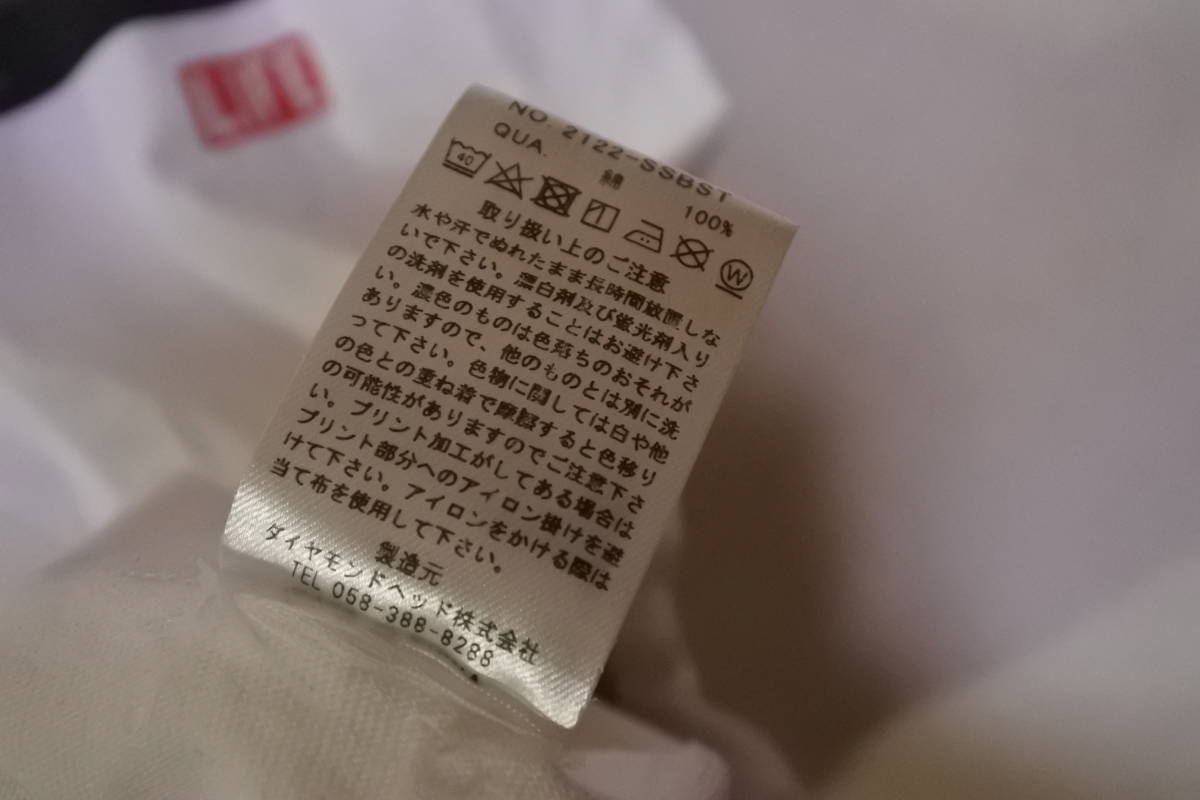 LIFE
NO. 2122-SSBST
QUA.
綿 100%
40
W
取り扱い上のご注意
水や汗でぬれたまま長時間放置しな
いで下さい。漂白剤及び蛍光剤入り
の洗剤を使用することはお避け下さ
い。濃色のものは色落ちのおそれが
ありますので、他のものとは別に洗
って下さい。色物に関しては白や他
の色との重ね着で摩擦すると色移り
の可能性がありますのでご注意下さ
い。プリント加工がしてある場合は
プリント部分へのアイロン掛けを避
けて下さい。アイロンをかける際は
当て布を使用して下さい。
製造元
ダイヤモンドヘッド株式会社
TEL 058-388-8288